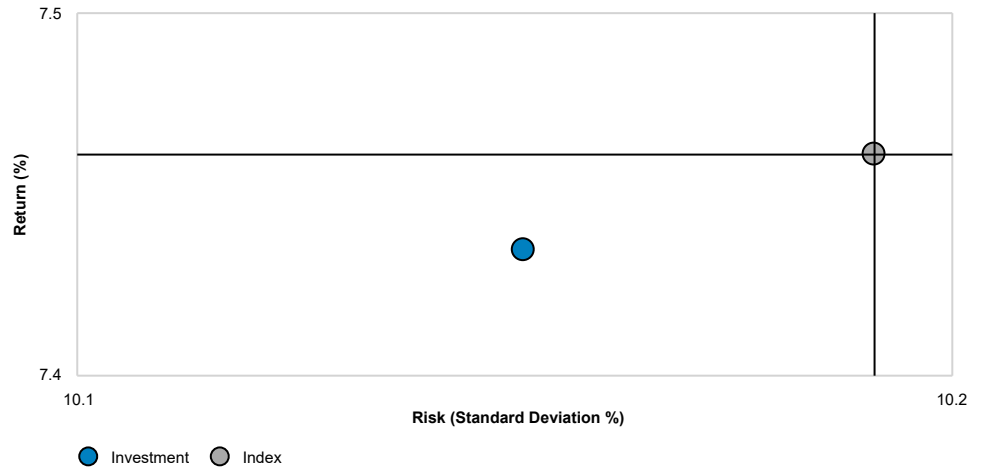 7.5
Return (%)
7.4
10.1
10.2
Risk (Standard Deviation %)
Investment
Index